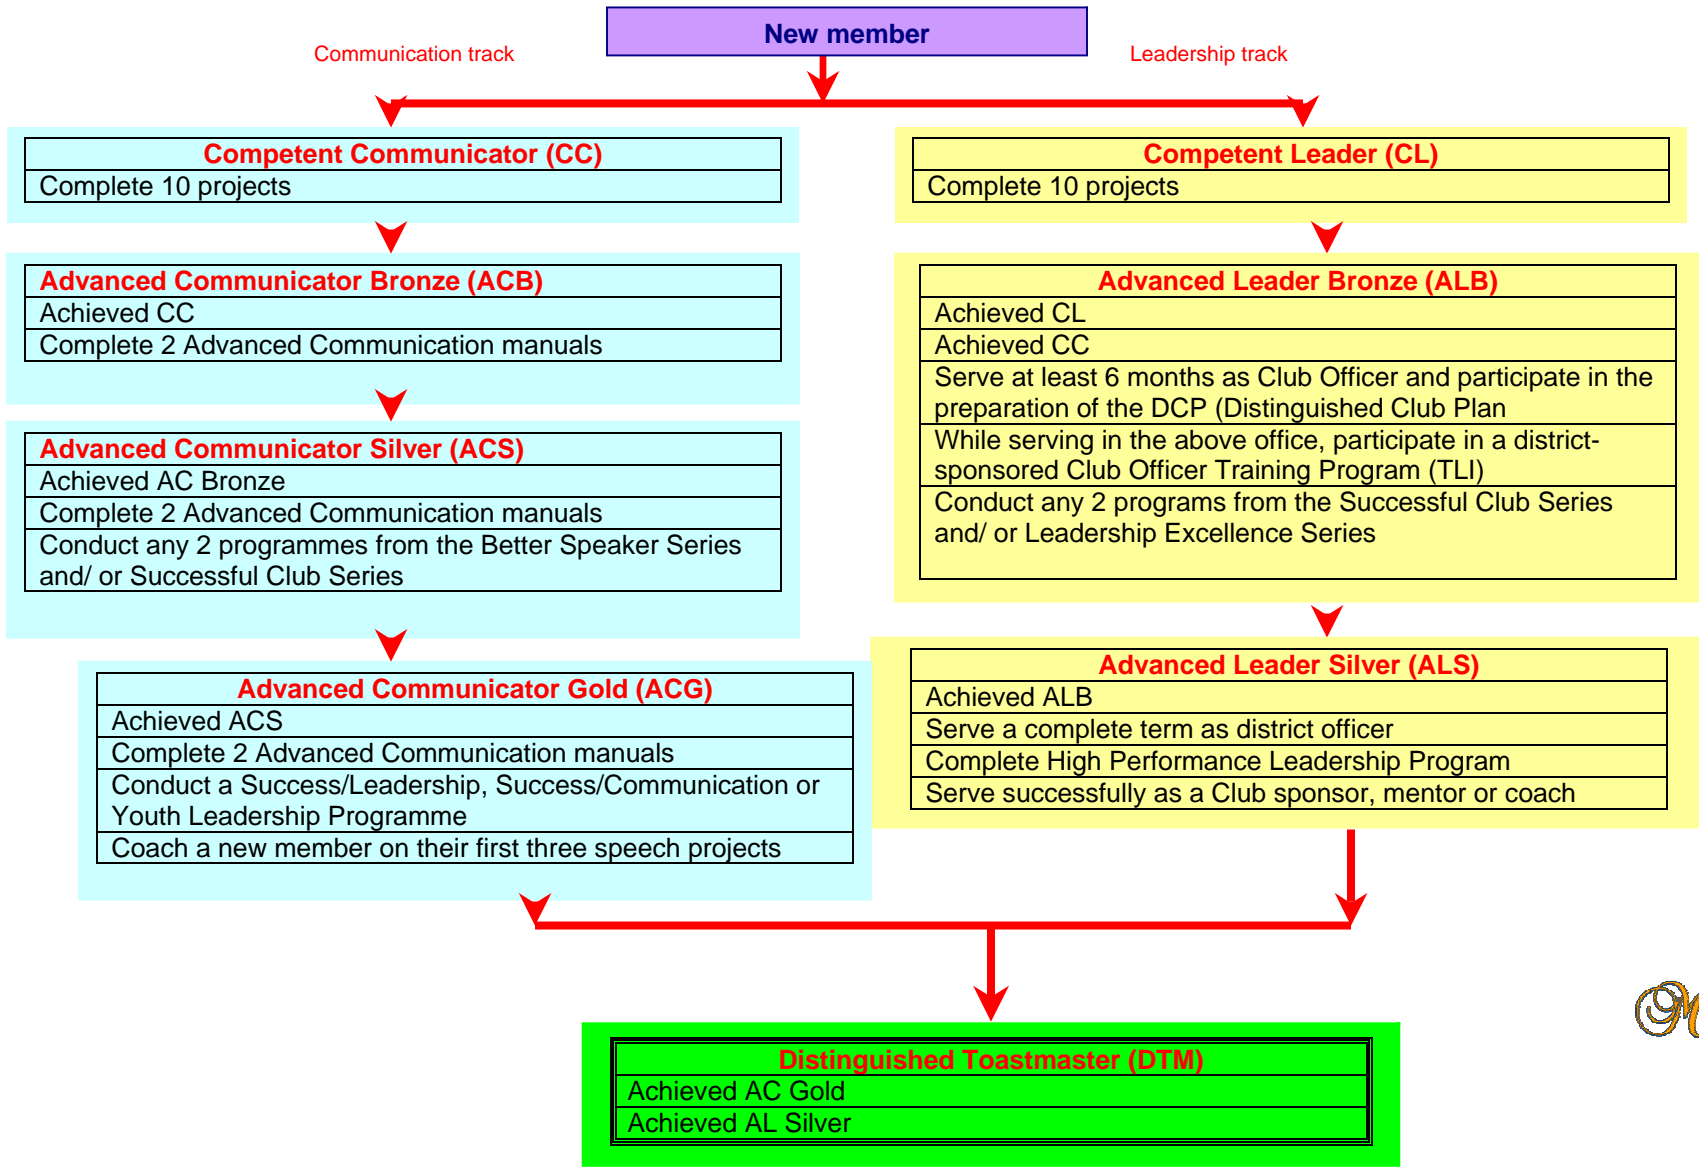 New member
Communication track
Leadership track
Competent Communicator (CC)
Complete 10 projects
Advanced Communicator Bronze (ACB)
Achieved CC
Complete 2 Advanced Communication manuals
Advanced Communicator Silver (ACS)
Achieved AC Bronze
Complete 2 Advanced Communication manuals
Conduct any 2 programmes from the Better Speaker Series
and/ or Successful Club Series
Advanced Communicator Gold (ACG)
Achieved ACS
Complete 2 Advanced Communication manuals
Conduct a Success/Leadership, Success/Communication or
Youth Leadership Programme
Coach a new member on their first three speech projects
Competent Leader (CL)
Complete 10 projects
Advanced Leader Bronze (ALB)
Achieved CL
Achieved CC
Serve at least 6 months as Club Officer and participate in the
preparation of the DCP (Distinguished Club Plan
While serving in the above office, participate in a district-
sponsored Club Officer Training Program (TLI)
Conduct any 2 programs from the Successful Club Series
and/ or Leadership Excellence Series
Advanced Leader Silver (ALS)
Achieved ALB
Serve a complete term as district officer
Complete High Performance Leadership Program
Serve successfully as a Club sponsor, mentor or coach
Distinguished Toastmaster (DTM)
Achieved AC Gold
Achieved AL Silver